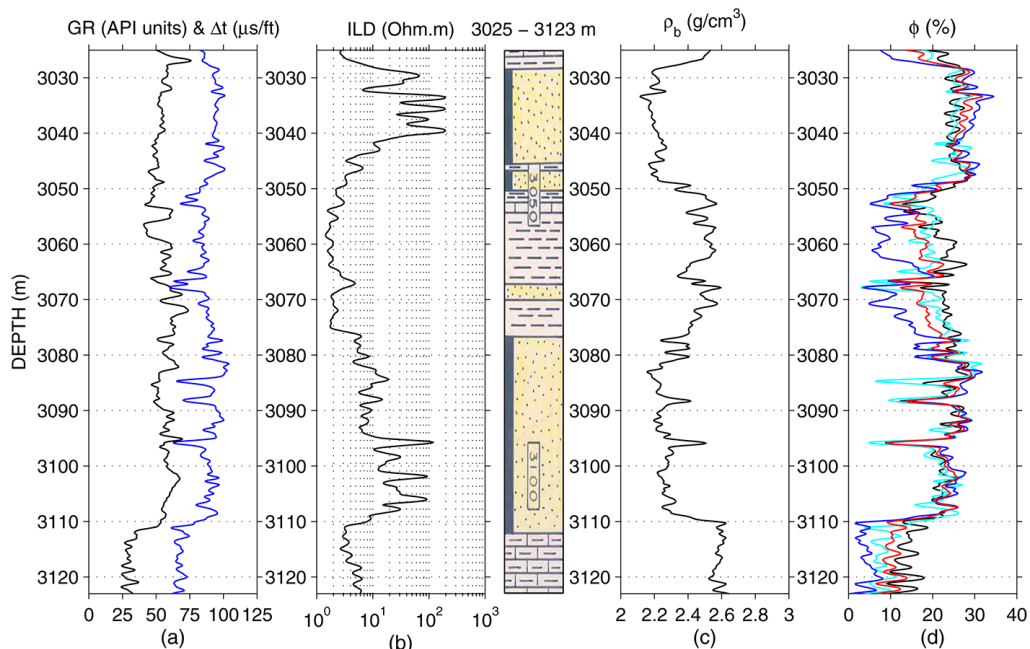 GR (API units) & Δt (μs/ft)
ILD (Ohm.m)
3025 – 3123 m
ρb (g/cm³)
ϕ (%)
DEPTH (m)
3030 3030 3030 3030
3040 3040 3040 3040
3050 3050 3050 3050 3050
3060 3060 3060 3060
3070 3070 3070 3070
3080 3080 3080 3080
3090 3090 3090 3090
3100 3100 3100 3100 3100
3110 3110 3110 3110
3120 3120 3120 3120
0 25 50 75 100 125
10⁰ 10¹ 10² 10³
2 2.2 2.4 2.6 2.8 3
0 10 20 30 40
(a) (b) (c) (d)